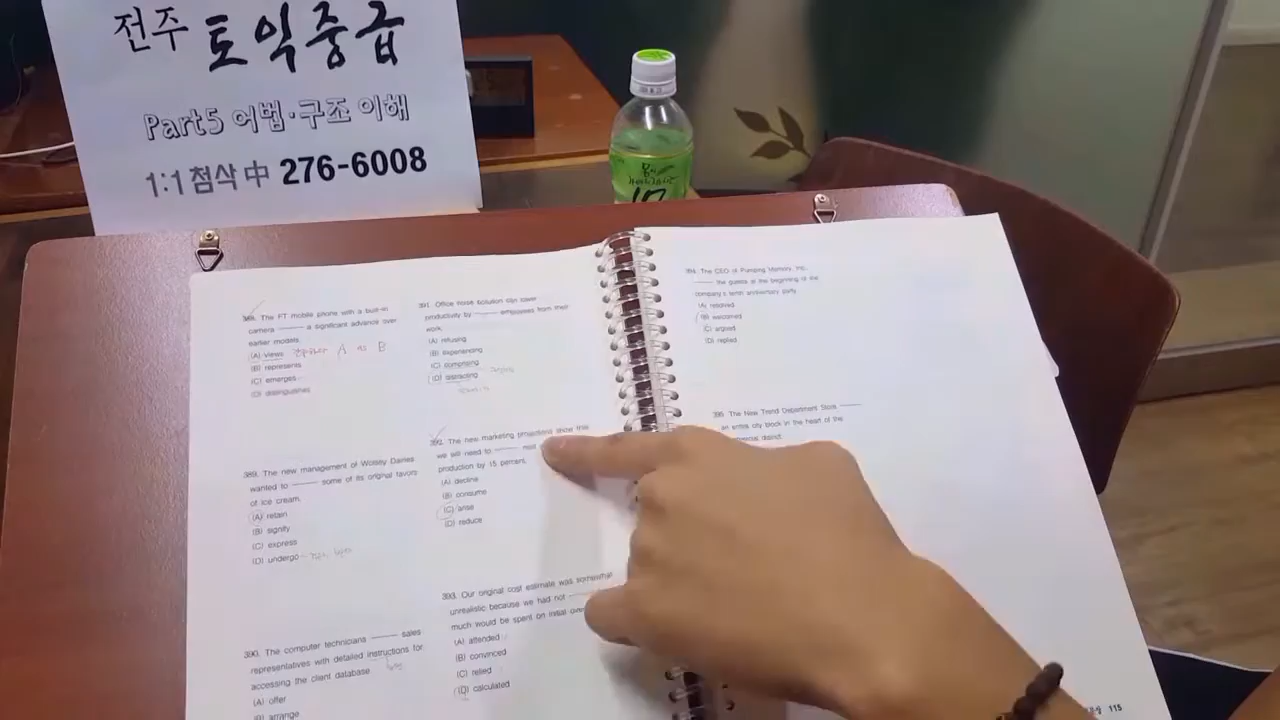 전주 토익중급
Part5 어법·구조 이해
1:1 첨삭 中 276-6008
388. The FT mobile phone with a built-in
camera ——— a significant advance over
earlier models.
(A) views A as B
(B) represents
(C) emerges
(D) distinguishes
389. The new management of Wolsley Dairies
wanted to ——— some of its original flavors
of ice cream.
(A) retain
(B) signify
(C) express
(D) undergo
390. The computer technicians ——— sales
representatives with detailed instructions for
accessing the client database.
(A) offer
(B) arrange
391. Office noise pollution can lower
productivity by ——— employees from their
work.
(A) refusing
(B) experiencing
(C) comprising
(D) distracting
392. The new marketing projections show that
we will need to ———
production by 15 percent.
(A) decline
(B) consume
(C) arise
(D) reduce
393. Our original cost estimate was somewhat
unrealistic because we had not ———
much would be spent on initial
(A) attended
(B) convinced
(C) relied
(D) calculated
394. The CEO of Pumping Memory, Inc.,
——— the guests at the beginning of the
company's tenth anniversary party.
(A) resolved
(B) welcomed
(C) argued
(D) replied
395. The New Trend Department Store ———
an entire city block in the heart of the
district.
115